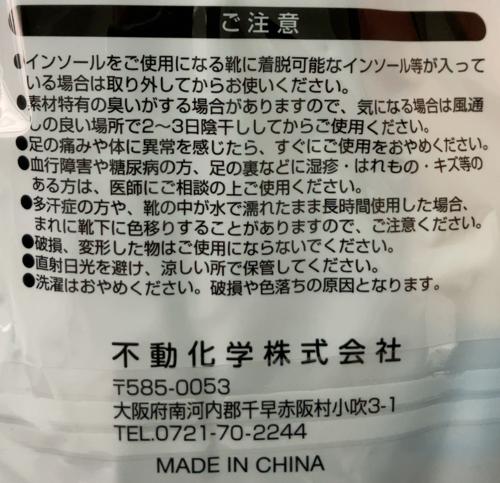 ご注意
●インソールをご使用になる靴に着脱可能なインソール等が入って
いる場合は取り外してからお使いください。
●素材特有の臭いがする場合がありますので、気になる場合は風通
しの良い場所で2〜3日陰干ししてからご使用ください。
●足の痛みや体に異常を感じたら、すぐにご使用をおやめください。
●血行障害や糖尿病の方、足の裏などに湿疹・はれもの・キズ等の
ある方は、医師にご相談の上ご使用ください。
●多汗症の方や、靴の中が水で濡れたまま長時間使用した場合、
まれに靴下に色移りすることがありますので、ご注意ください。
●破損、変形した物はご使用にならないでください。
●直射日光を避け、涼しい所で保管してください。
●洗濯はおやめください。破損や色落ちの原因となります。
不動化学株式会社
〒585-0053
大阪府南河内郡千早赤阪村小吹3-1
TEL.0721-70-2244
MADE IN CHINA